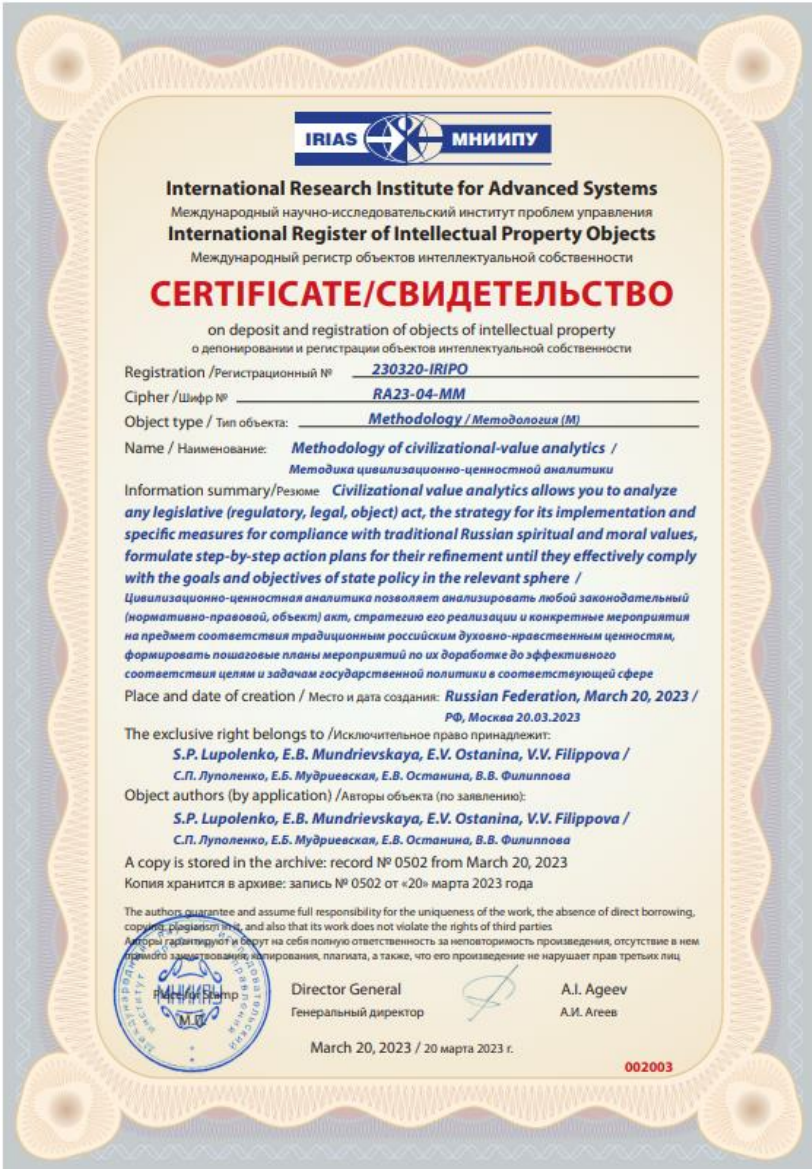 IRIAS МНИИПУ
International Research Institute for Advanced Systems
Международный научно-исследовательский институт проблем управления
International Register of Intellectual Property Objects
Международный регистр объектов интеллектуальной собственности
CERTIFICATE/СВИДЕТЕЛЬСТВО
on deposit and registration of objects of intellectual property
о депонировании и регистрации объектов интеллектуальной собственности
Registration /Регистрационный № 230320-IRIPO
Cipher /Шифр № RA23-04-MM
Object type / Тип объекта: Methodology / Методология (М)
Name / Наименование: Methodology of civilizational-value analytics /
Методика цивилизационно-ценностной аналитики
Information summary/Резюме Civilizational value analytics allows you to analyze
any legislative (regulatory, legal, object) act, the strategy for its implementation and
specific measures for compliance with traditional Russian spiritual and moral values,
formulate step-by-step action plans for their refinement until they effectively comply
with the goals and objectives of state policy in the relevant sphere /
Цивилизационно-ценностная аналитика позволяет анализировать любой законодательный
(нормативно-правовой, объект) акт, стратегию его реализации и конкретные мероприятия
на предмет соответствия традиционным российским духовно-нравственным ценностям,
формировать пошаговые планы мероприятий по их доработке до эффективного
соответствия целям и задачам государственной политики в соответствующей сфере
Place and date of creation / Место и дата создания: Russian Federation, March 20, 2023 /
РФ, Москва 20.03.2023
The exclusive right belongs to /Исключительное право принадлежит:
S.P. Lupolenko, E.B. Mundrievskaya, E.V. Ostanina, V.V. Filippova /
С.П. Луполенко, Е.Б. Мудриевская, Е.В. Останина, В.В. Филиппова
Object authors (by application) /Авторы объекта (по заявлению):
S.P. Lupolenko, E.B. Mundrievskaya, E.V. Ostanina, V.V. Filippova /
С.П. Луполенко, Е.Б. Мудриевская, Е.В. Останина, В.В. Филиппова
A copy is stored in the archive: record № 0502 from March 20, 2023
Копия хранится в архиве: запись № 0502 от «20» марта 2023 года
The authors guarantee and assume full responsibility for the uniqueness of the work, the absence of direct borrowing,
copying, plagiarism in it, and also that its work does not violate the rights of third parties
Авторы гарантируют и берут на себя полную ответственность за неповторимость произведения, отсутствие в нем
прямого заимствования, копирования, плагиата, а также, что его произведение не нарушает прав третьих лиц
Place for Stamp Director General A.I. Ageev
М.П. Генеральный директор А.И. Агеев
March 20, 2023 / 20 марта 2023 г.
002003